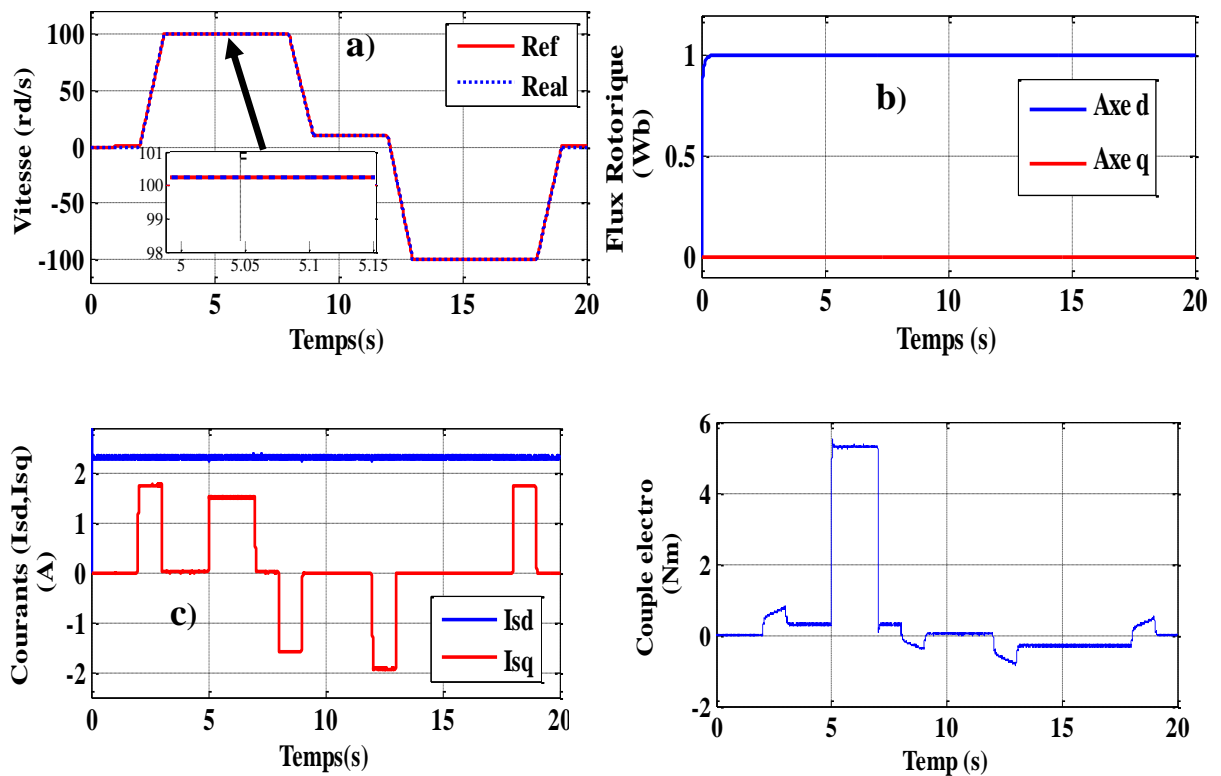 a)
Ref
Real
100
50
0
-50
-100
Vitesse (rd/s)
101
100
99
98
5
5.05
5.1
5.15
0
5
10
15
20
Temps(s)
b)
Axe d
Axe q
1
0.5
0
Flux Rotorique
(Wb)
0
5
10
15
20
Temps (s)
c)
Isd
Isq
2
1
0
-1
-2
Courants (Isd,Isq)
(A)
0
5
10
15
20
Temps(s)
6
4
2
0
-2
Couple electro
(Nm)
0
5
10
15
20
Temp (s)